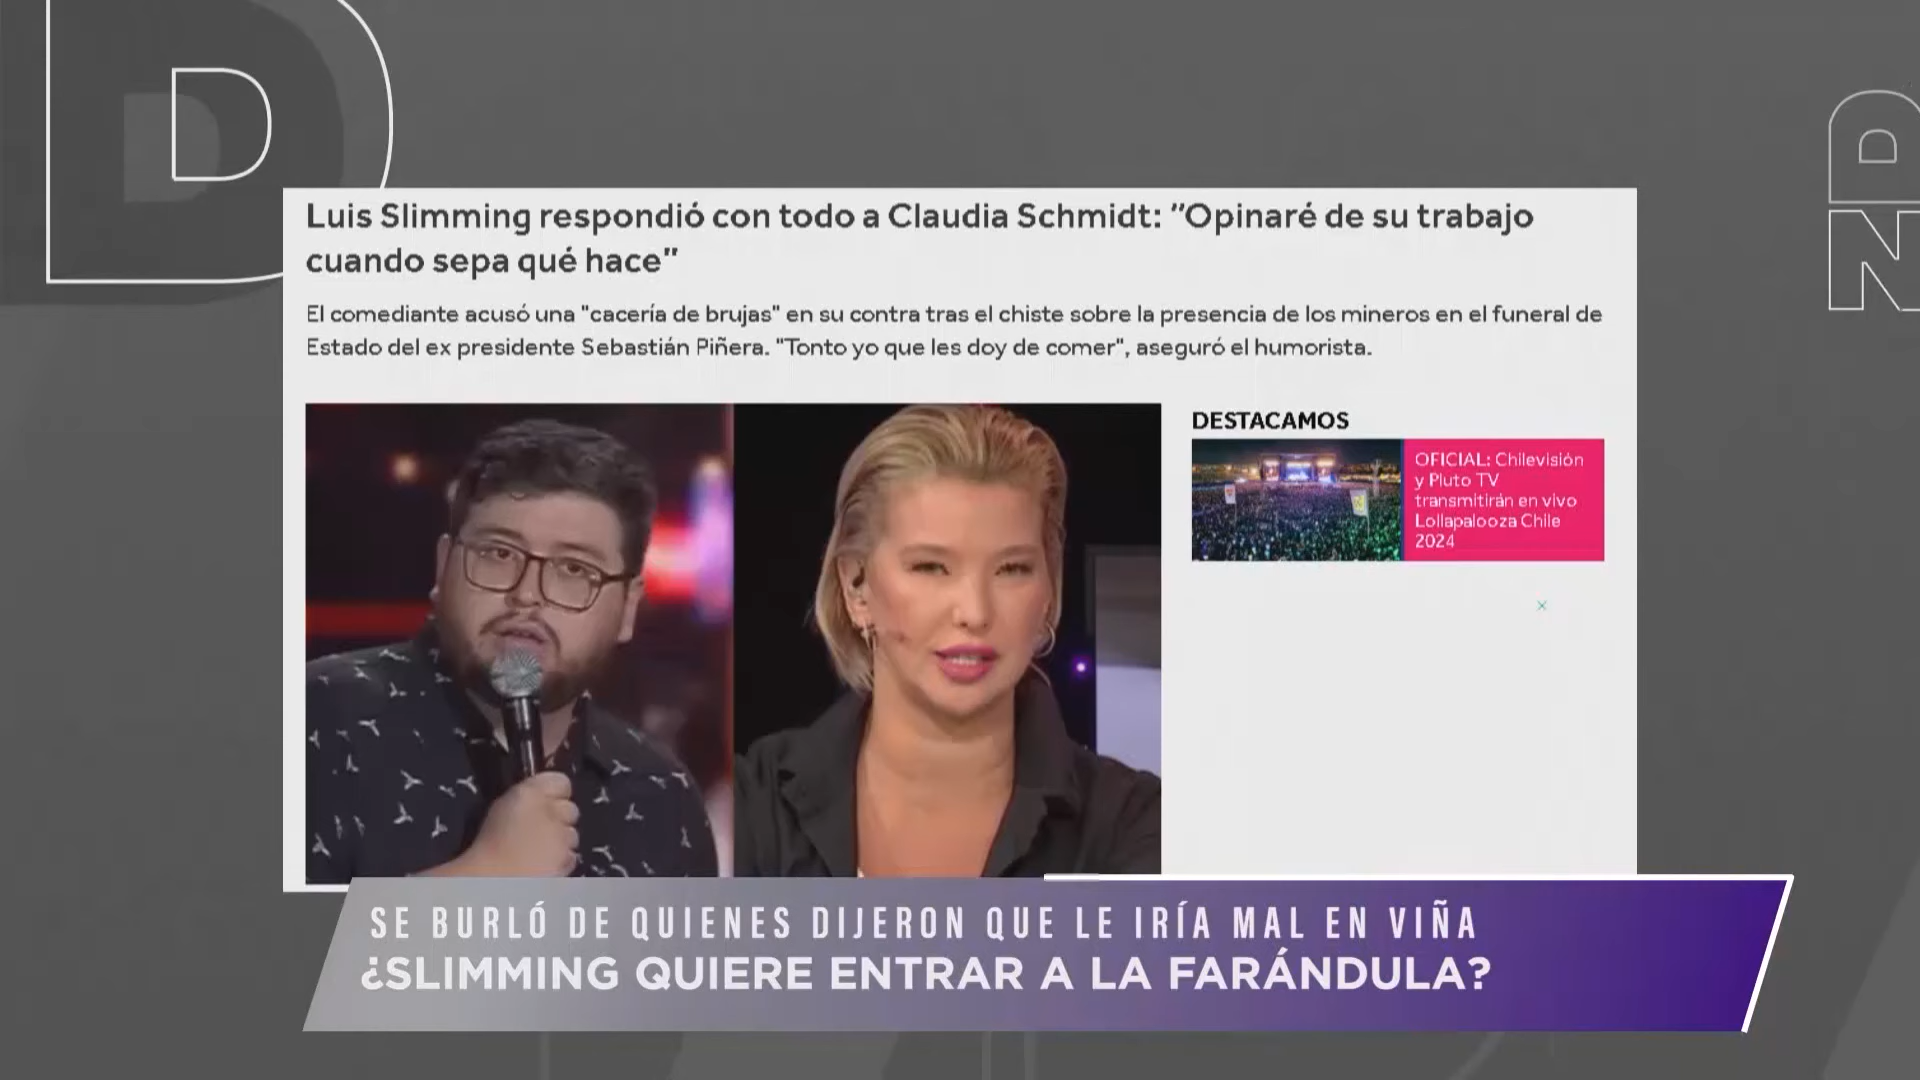 D
D
N
Luis Slimming respondió con todo a Claudia Schmidt: "Opinaré de su trabajo
cuando sepa qué hace"
El comediante acusó una "cacería de brujas" en su contra tras el chiste sobre la presencia de los mineros en el funeral de
Estado del ex presidente Sebastián Piñera. "Tonto yo que les doy de comer", aseguró el humorista.
DESTACAMOS
OFICIAL: Chilevisión
y Pluto TV
transmitirán en vivo
Lollapalooza Chile
2024
SE BURLÓ DE QUIENES DIJERON QUE LE IRÍA MAL EN VIÑA
¿SLIMMING QUIERE ENTRAR A LA FARÁNDULA?